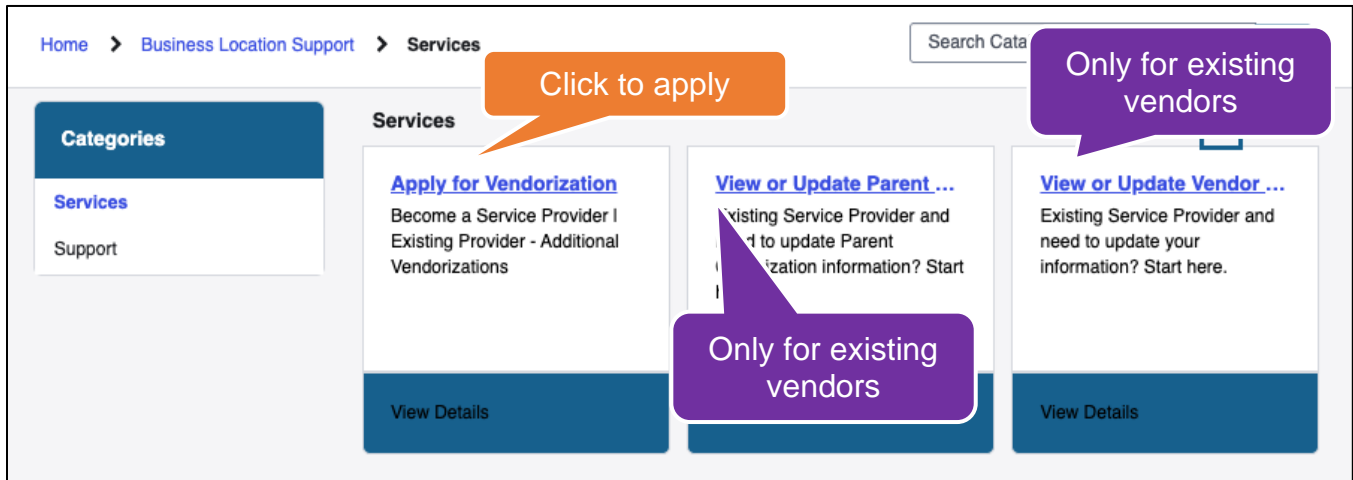 Home > Business Location Support > Services
Search Cata
Click to apply
Only for existing
vendors
Categories
Services
Support
Services
Apply for Vendorization
Become a Service Provider |
Existing Provider - Additional
Vendorizations
View Details
View or Update Parent ...
Existing Service Provider and
to update Parent
information? Start
Only for existing
vendors
View or Update Vendor ...
Existing Service Provider and
need to update your
information? Start here.
View Details